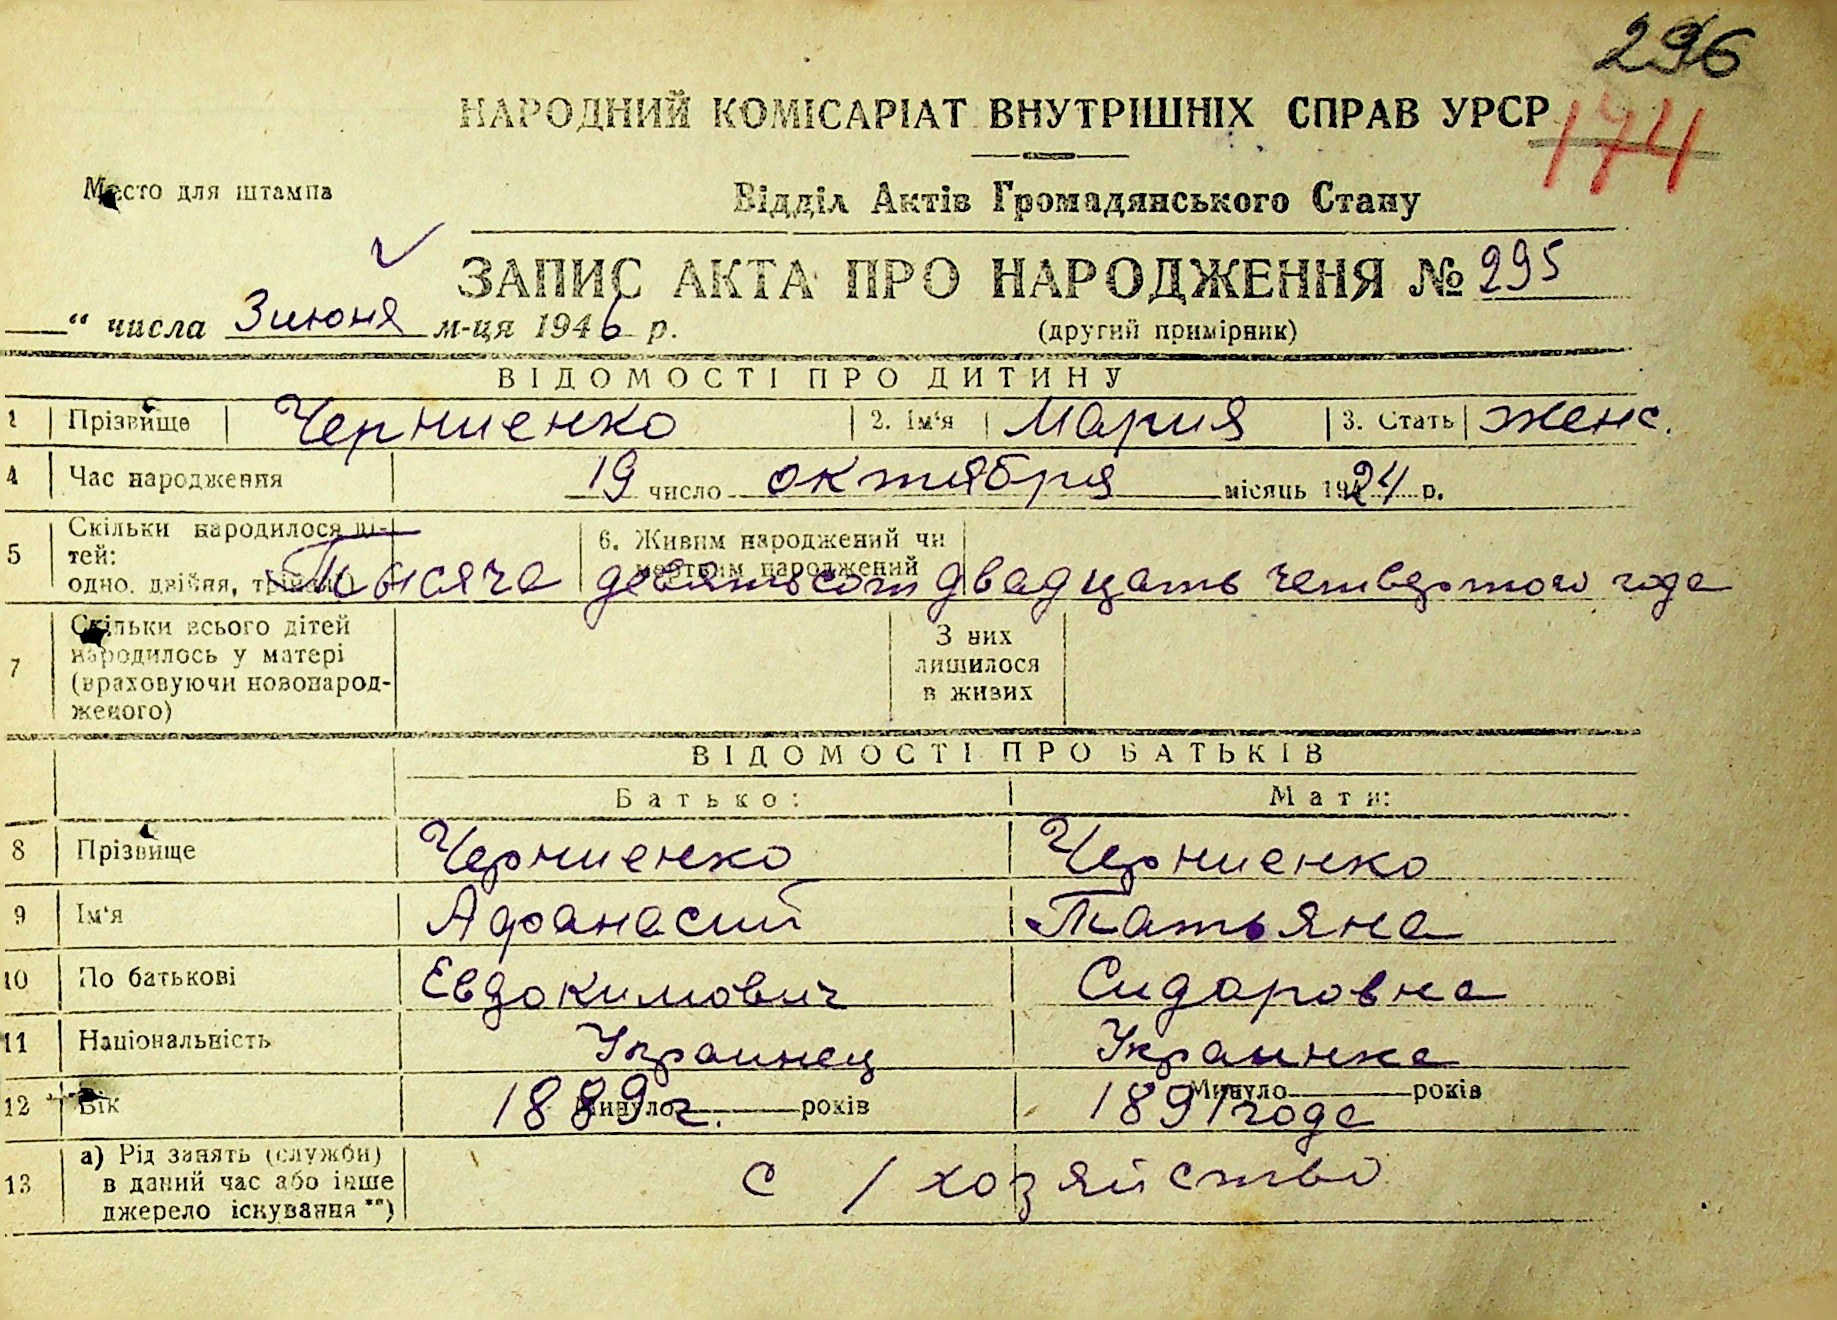 296
НАРОДНИЙ КОМІСАРІАТ ВНУТРІШНІХ СПРАВ УРСР
174
Место для штампа
Відділ Актів Громадянського Стану
ЗАПИС АКТА ПРО НАРОДЖЕННЯ № 295
“ числа 3 июня м-ця 1946 р.
(другий примірник)
ВІДОМОСТІ ПРО ДИТИНУ
1 Прізвище Черниенко 2. Ім'я Мария 3. Стать женс.
4 Час народження 19 число октября місяць 1924 р.
5 Скільки народилося ді-
тей:
одно, двійня, трійня)
6. Живим народжений чи
мертвим народжений
Тысяча девятьсот двадцать четвертого года
7 Скільки всього дітей
народилось у матері
(враховуючи новонарод-
женого)
З них
лишилося
в живих
ВІДОМОСТІ ПРО БАТЬКІВ
Батько: Мати:
8 Прізвище Черниенко Черниенко
9 Ім'я Афанасий Татьяна
10 По батькові Евдокимович Сидаровна
11 Національність Украинец Украинка
12 Вік 1889 г. Минуло років 1891 года Минуло років
13 а) Рід занять (служби)
в даний час або інше
джерело існування **)
с / хозяйство